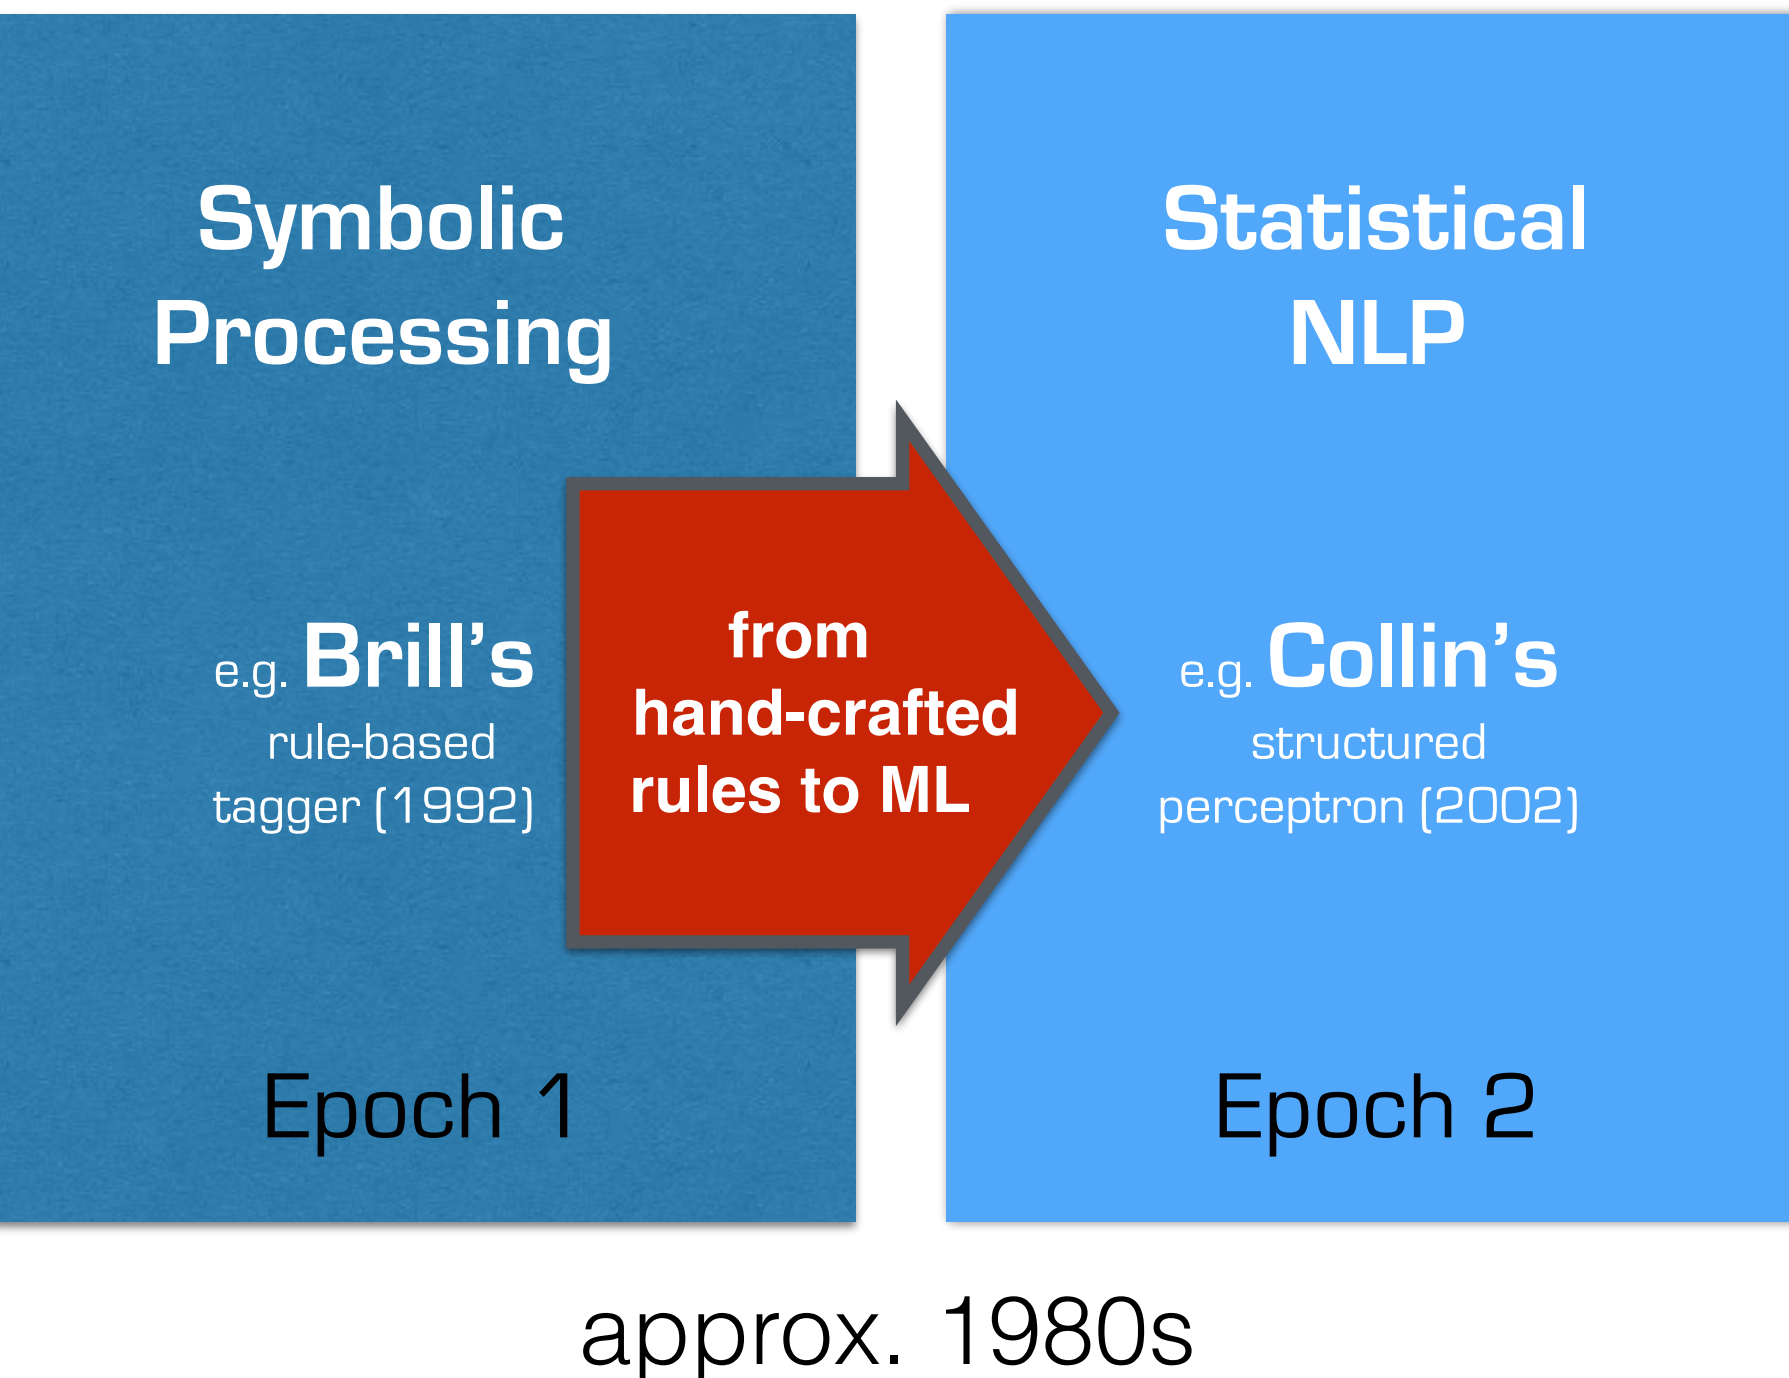 Symbolic
Processing
e.g. Brill's
rule-based
tagger (1992)
Epoch 1
from
hand-crafted
rules to ML
Statistical
NLP
e.g. Collin's
structured
perceptron (2002)
Epoch 2
approx. 1980s